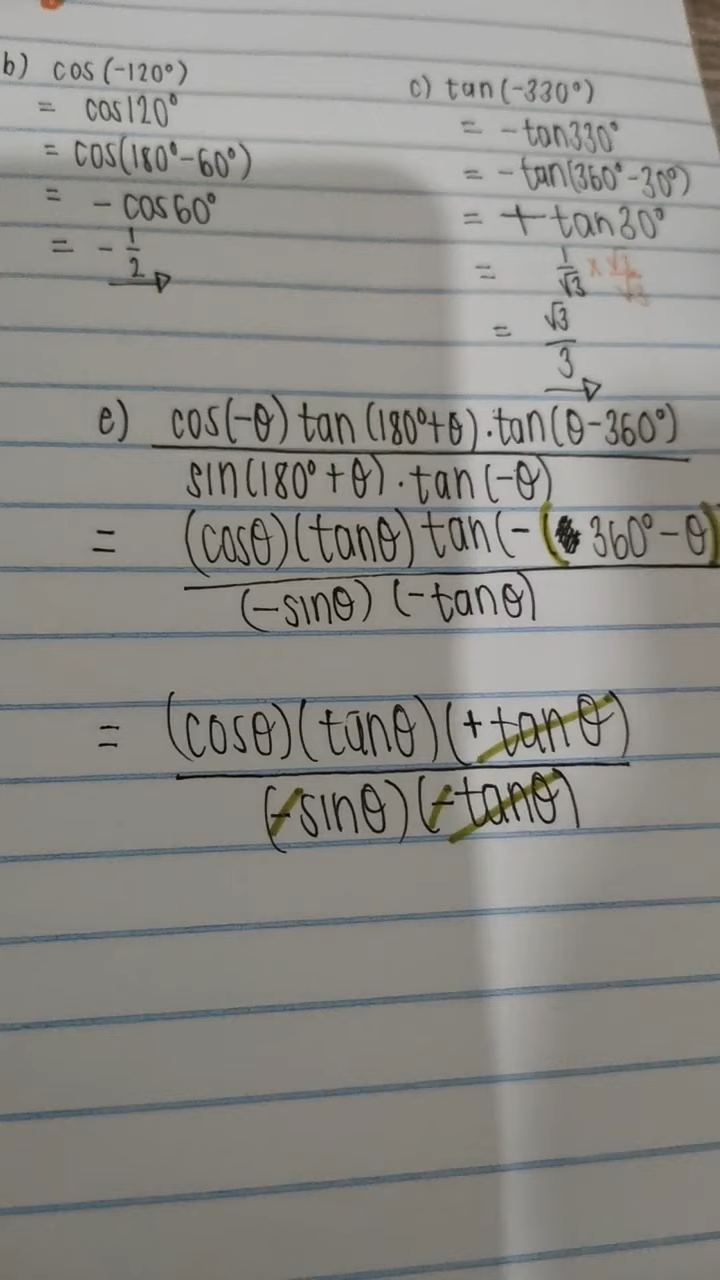 b) cos(-120°)
= cos120°
= cos(180°-60°)
= - cos60°
= - 1/2
c) tan(-330°)
= -tan330°
= -tan(360°-30°)
= + tan30°
= 1/√3 ×
= √3/3
e) cos(-θ) tan(180°+θ).tan(θ-360°)
sin(180°+θ).tan(-θ)
= (cosθ)(tanθ) tan(-(360°-θ)
(-sinθ)(-tanθ)
= (cosθ)(tanθ)(+tanθ)
(-sinθ)(-tanθ)